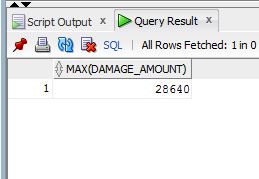 Script Output x Query Result x
SQL | All Rows Fetched: 1 in 0
MAX(DAMAGE_AMOUNT)
1 28640